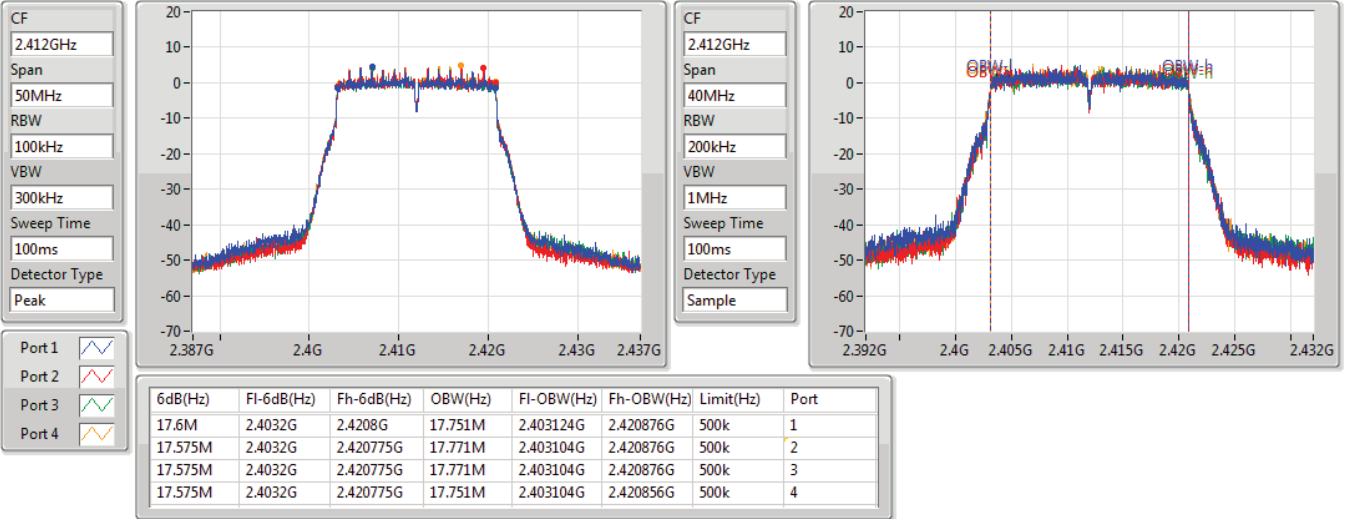 CF
2.412GHz
Span
50MHz
RBW
100kHz
VBW
300kHz
Sweep Time
100ms
Detector Type
Peak
20
10
0
-10
-20
-30
-40
-50
-60
-70
2.387G 2.4G 2.41G 2.42G 2.43G 2.437G
CF
2.412GHz
Span
40MHz
RBW
200kHz
VBW
1MHz
Sweep Time
100ms
Detector Type
Sample
20
10
0
-10
-20
-30
-40
-50
-60
-70
OBW-l OBW-h
2.392G 2.4G 2.405G 2.41G 2.415G 2.42G 2.425G 2.432G
Port 1
Port 2
Port 3
Port 4
6dB(Hz) Fl-6dB(Hz) Fh-6dB(Hz) OBW(Hz) Fl-OBW(Hz) Fh-OBW(Hz) Limit(Hz) Port
17.6M 2.4032G 2.4208G 17.751M 2.403124G 2.420876G 500k 1
17.575M 2.4032G 2.420775G 17.771M 2.403104G 2.420876G 500k 2
17.575M 2.4032G 2.420775G 17.771M 2.403104G 2.420876G 500k 3
17.575M 2.4032G 2.420775G 17.751M 2.403104G 2.420856G 500k 4